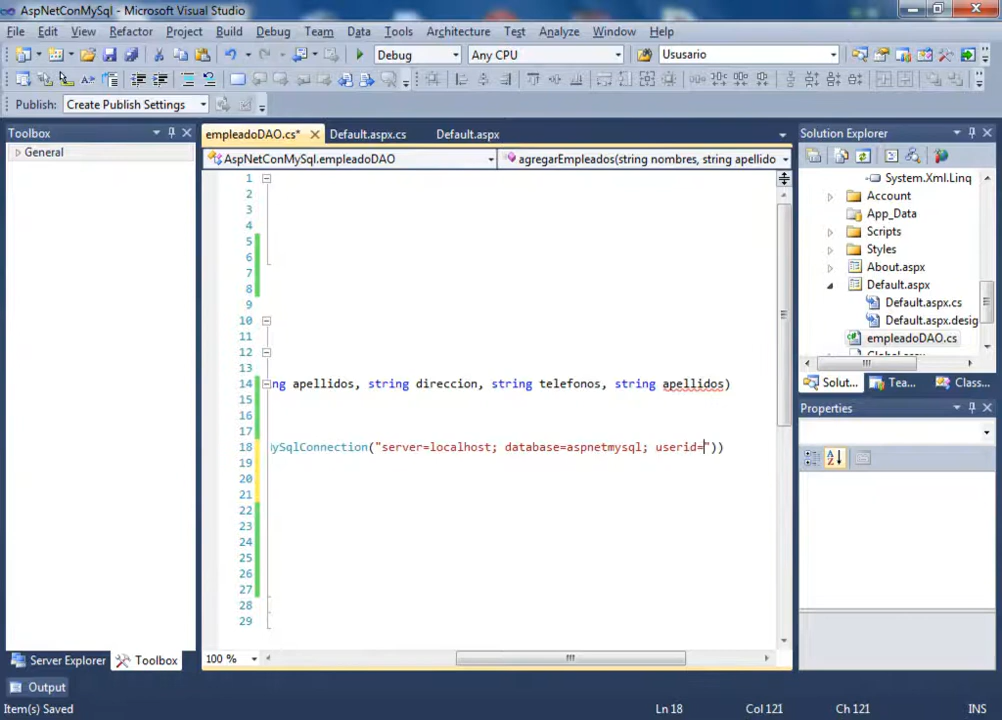 AspNetConMySql - Microsoft Visual Studio
File Edit View Refactor Project Build Debug Team Data Tools Architecture Test Analyze Window Help
Debug Any CPU Ususario
Publish: Create Publish Settings
Toolbox
General
empleadoDAO.cs* Default.aspx.cs Default.aspx
AspNetConMySql.empleadoDAO agregarEmpleados(string nombres, string apellido
1
2
3
4
5
6
7
8
9
10
11
12
13
14 ng apellidos, string direccion, string telefonos, string apellidos)
15
16
17
18 ySqlConnection("server=localhost; database=aspnetmysql; userid="))
19
20
21
22
23
24
25
26
27
28
29
100 %
Solution Explorer
System.Xml.Linq
Account
App_Data
Scripts
Styles
About.aspx
Default.aspx
Default.aspx.cs
Default.aspx.desig
empleadoDAO.cs
Solut... Tea... Class...
Properties
Server Explorer Toolbox
Output
Item(s) Saved Ln 18 Col 121 Ch 121 INS